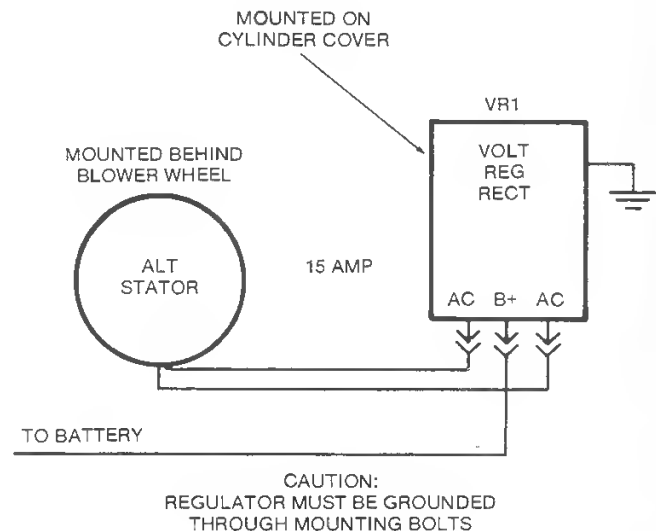 MOUNTED ON
CYLINDER COVER
VR1
VOLT
REG
RECT
MOUNTED BEHIND
BLOWER WHEEL
ALT
STATOR
15 AMP
AC B+ AC
TO BATTERY
CAUTION:
REGULATOR MUST BE GROUNDED
THROUGH MOUNTING BOLTS